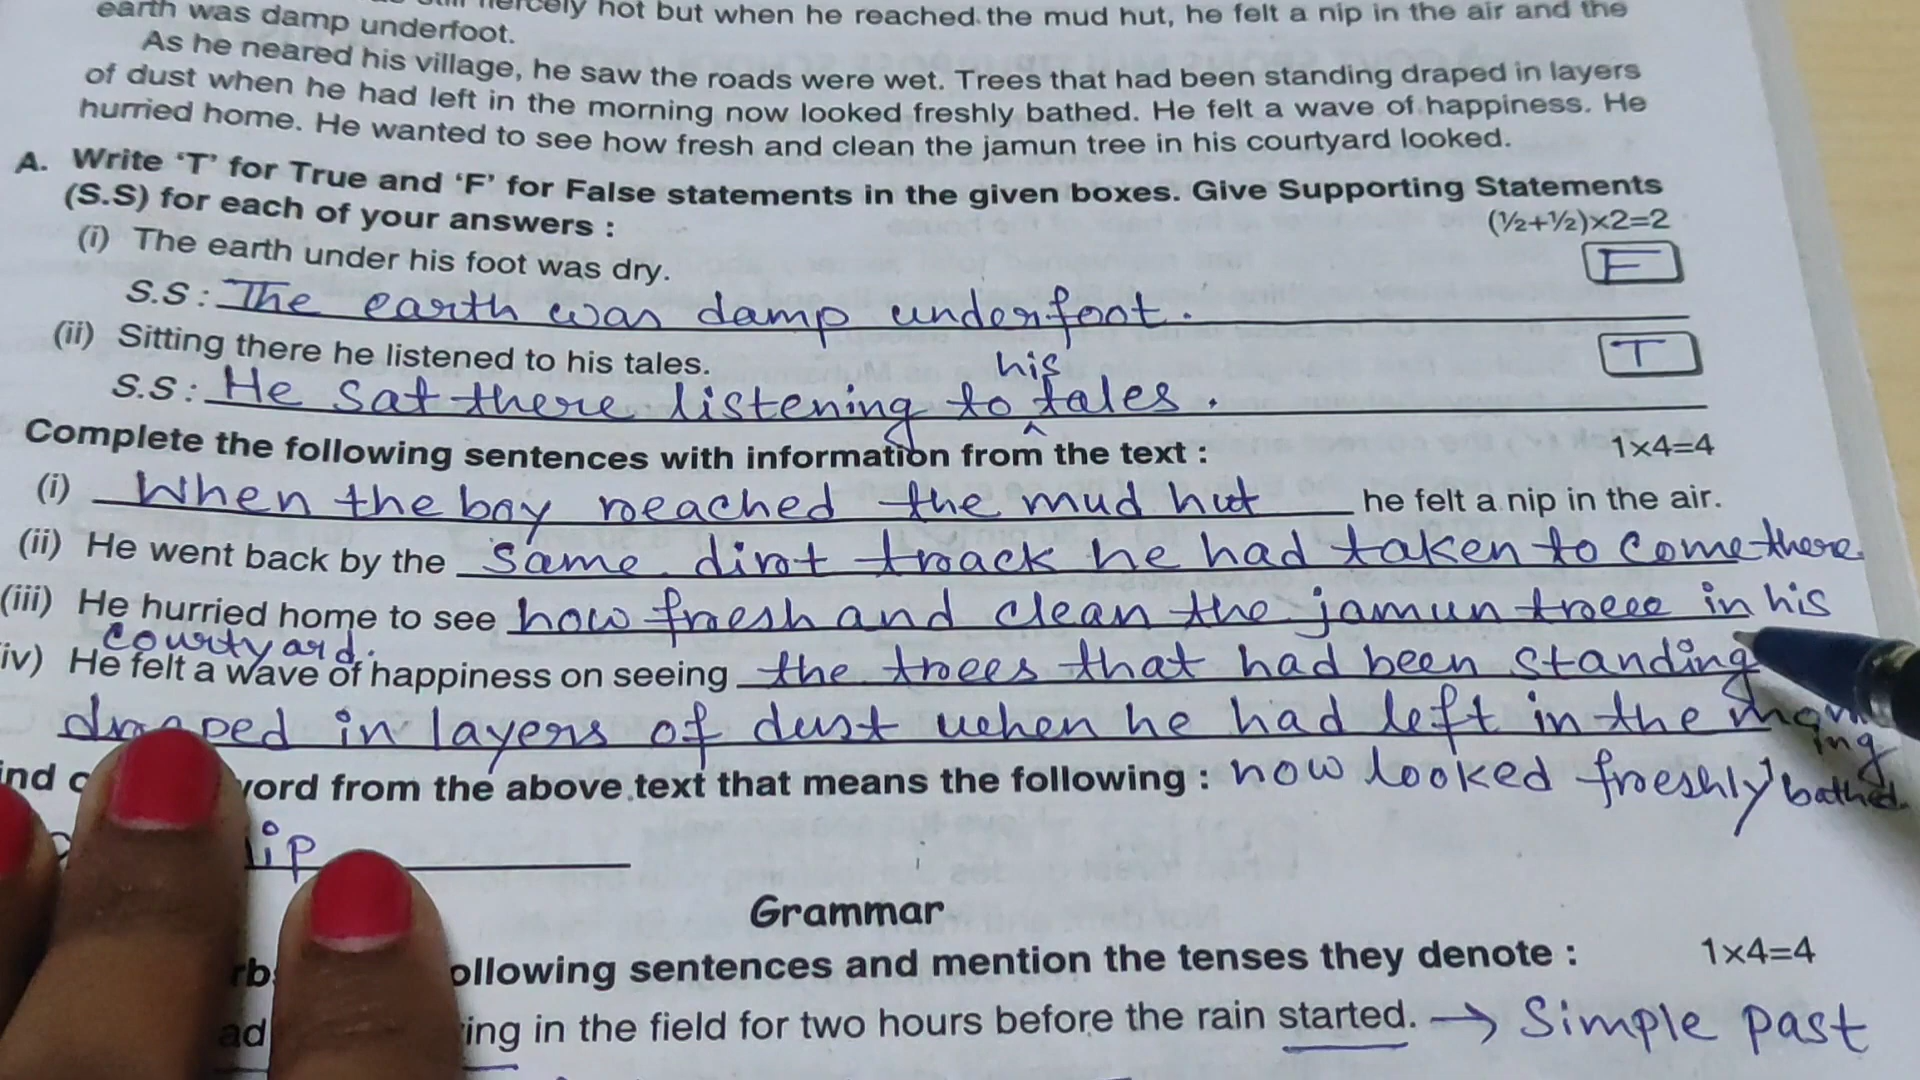 fiercely hot but when he reached the mud hut, he felt a nip in the air and the
earth was damp underfoot.
As he neared his village, he saw the roads were wet. Trees that had been standing draped in layers
of dust when he had left in the morning now looked freshly bathed. He felt a wave of happiness. He
hurried home. He wanted to see how fresh and clean the jamun tree in his courtyard looked.
A. Write 'T' for True and 'F' for False statements in the given boxes. Give Supporting Statements
(S.S) for each of your answers : (½+½)×2=2
(i) The earth under his foot was dry. F
S.S : The earth was damp underfoot.
(ii) Sitting there he listened to his tales. T
his
S.S : He sat there listening to ^ tales.
Complete the following sentences with information from the text : 1×4=4
(i) When the boy reached the mud hut he felt a nip in the air.
(ii) He went back by the same dirt track he had taken to come there
(iii) He hurried home to see how fresh and clean the jamun treee in his
courtyard.
iv) He felt a wave of happiness on seeing the trees that had been standing
draped in layers of dust when he had left in the morn
ing
ind word from the above text that means the following : now looked freshly bathed.
ip
Grammar
ollowing sentences and mention the tenses they denote : 1×4=4
ad ing in the field for two hours before the rain started. → Simple past